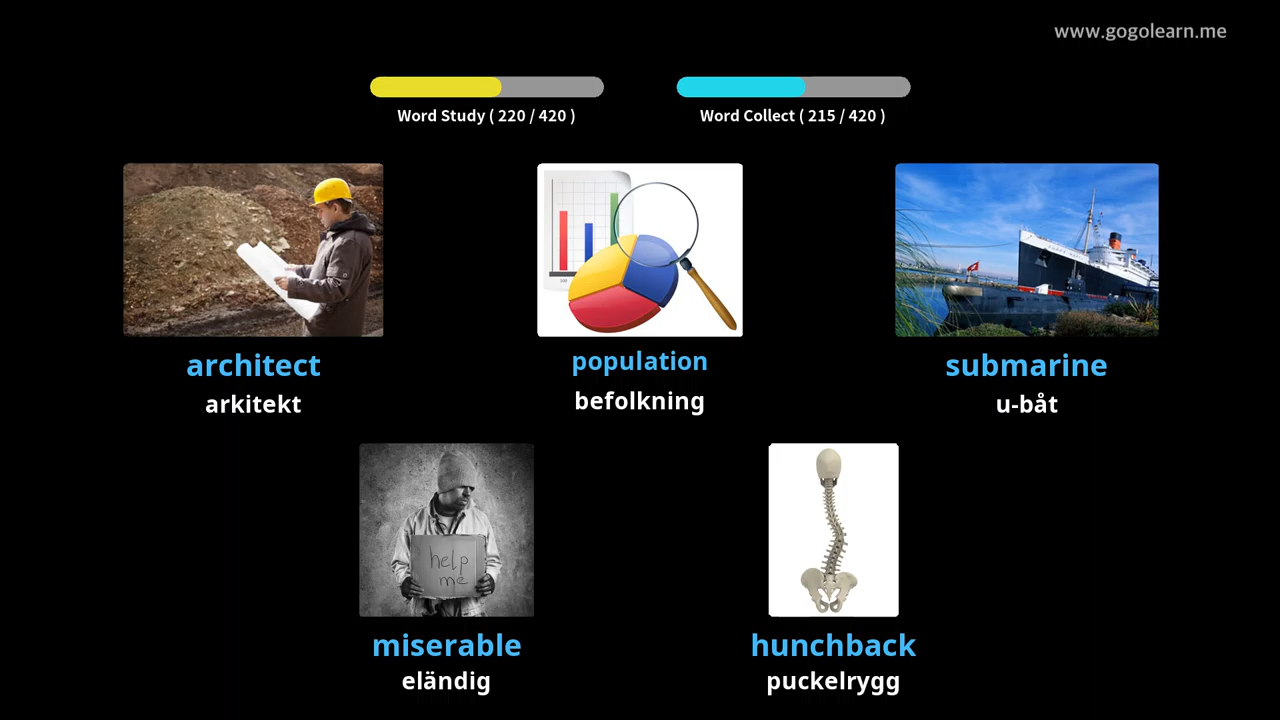 www.gogolearn.me
Word Study ( 220 / 420 )
Word Collect ( 215 / 420 )
architect
arkitekt
population
befolkning
submarine
u-båt
help
me
miserable
eländig
hunchback
puckelrygg